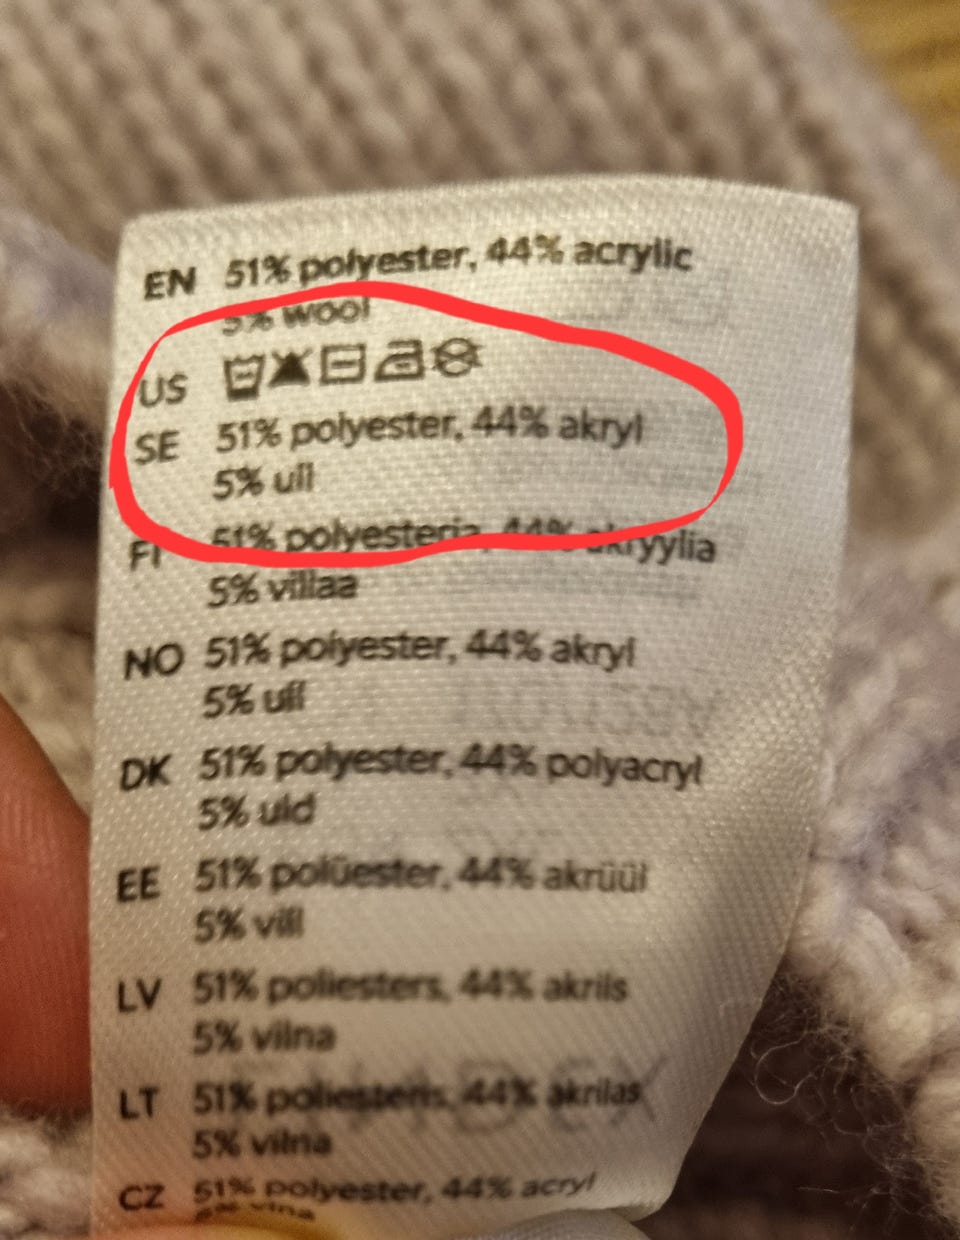 EN 51% polyester, 44% acrylic
5% wool
US
SE 51% polyester, 44% akryl
5% ull
FI 51% polyesteria, 44% akryylia
5% villaa
NO 51% polyester, 44% akryl
5% ull
DK 51% polyester, 44% polyacryl
5% uld
EE 51% polüester, 44% akrüül
5% vill
LV 51% poliesters, 44% akrils
5% vilna
LT 51% poliesteris, 44% akrilas
5% vilna
CZ 51% polyester, 44% acryl
5% vlna